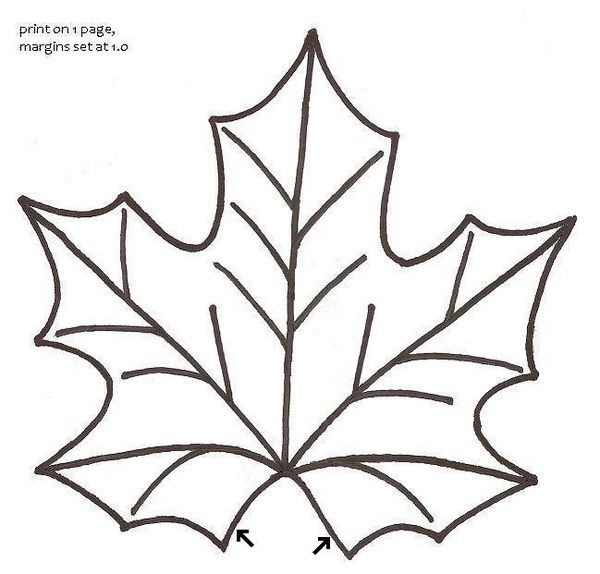 print on 1 page,
margins set at 1.0